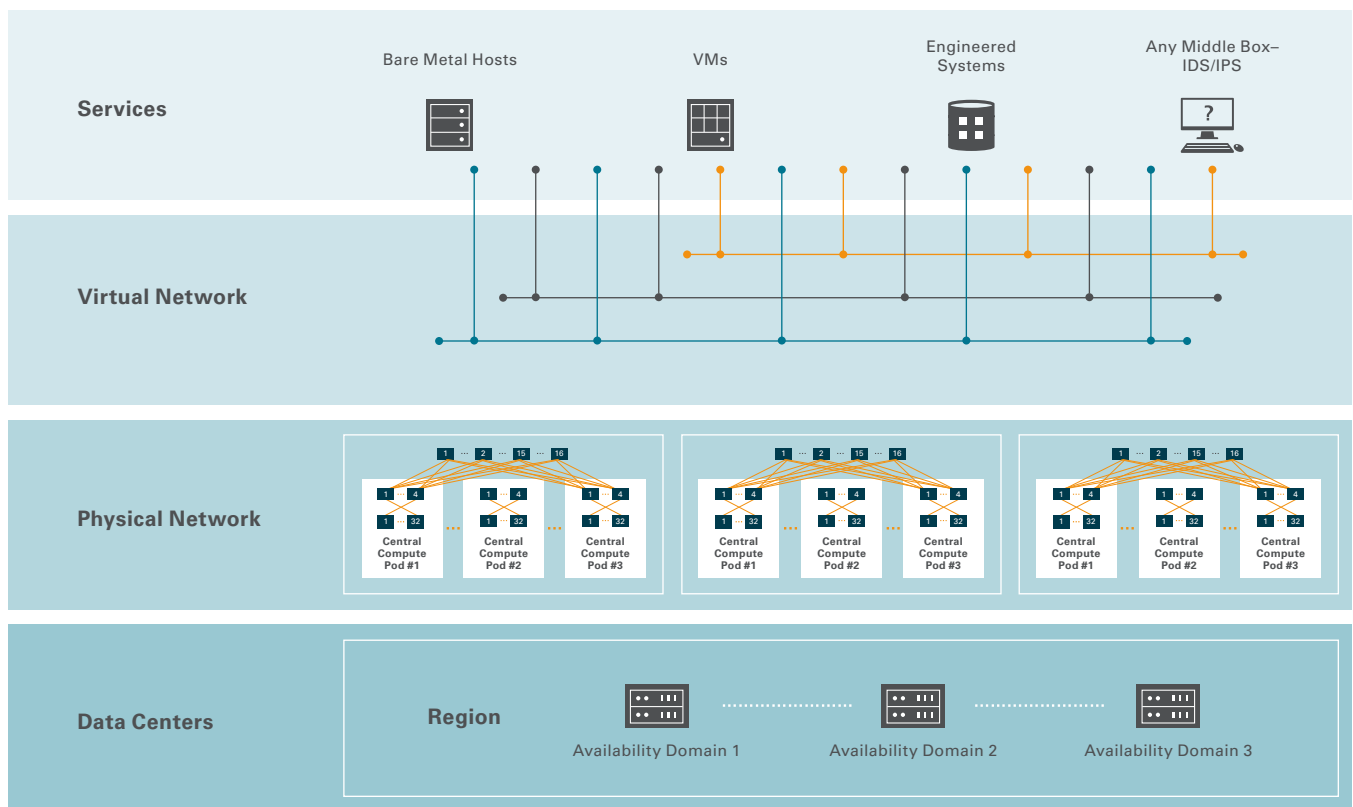 Services
Bare Metal Hosts
VMs
Engineered
Systems
Any Middle Box–
IDS/IPS
?
Virtual Network
Physical Network
1 ... 2 ... 15 ... 16
1 ... 4
1 ... 4
1 ... 4
1 ... 32
...
1 ... 32
...
1 ... 32
Central
Compute
Pod #1
Central
Compute
Pod #2
Central
Compute
Pod #3
1 ... 2 ... 15 ... 16
1 ... 4
1 ... 4
1 ... 4
1 ... 32
...
1 ... 32
...
1 ... 32
Central
Compute
Pod #1
Central
Compute
Pod #2
Central
Compute
Pod #3
1 ... 2 ... 15 ... 16
1 ... 4
1 ... 4
1 ... 4
1 ... 32
...
1 ... 32
...
1 ... 32
Central
Compute
Pod #1
Central
Compute
Pod #2
Central
Compute
Pod #3
Data Centers
Region
Availability Domain 1
Availability Domain 2
Availability Domain 3